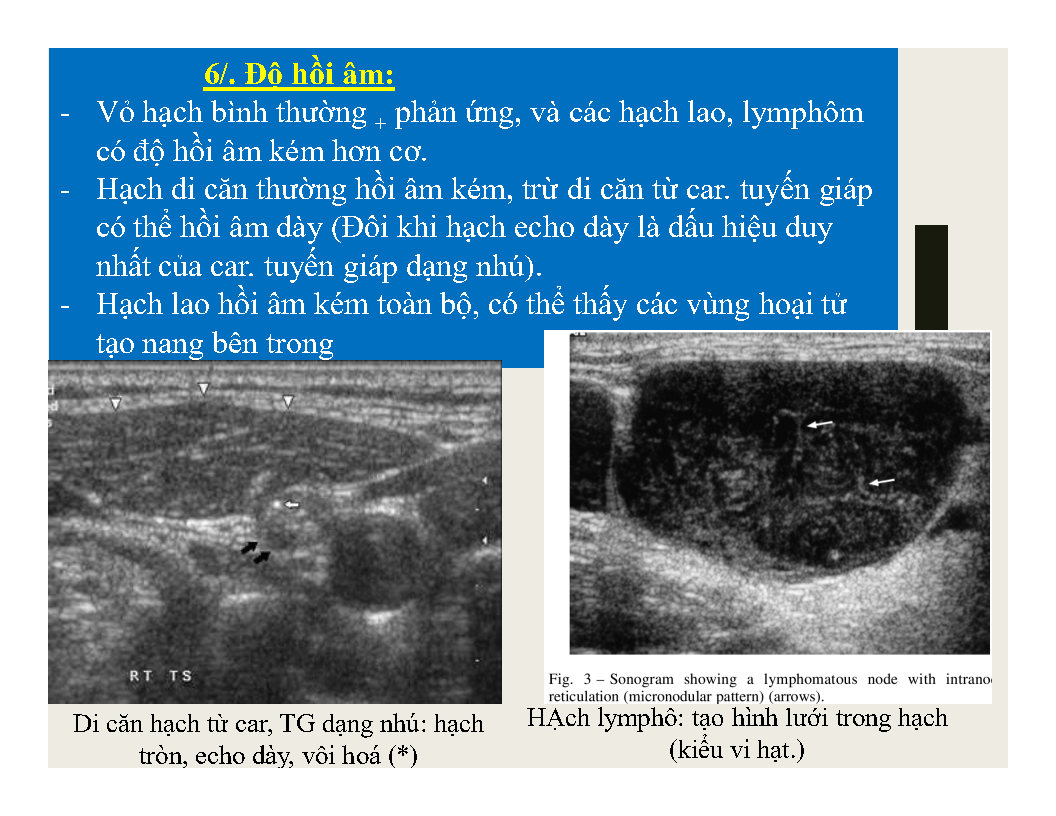 6/. Độ hồi âm:
- Vỏ hạch bình thường + phản ứng, và các hạch lao, lymphôm
có độ hồi âm kém hơn cơ.
- Hạch di căn thường hồi âm kém, trừ di căn từ car. tuyến giáp
có thể hồi âm dày (Đôi khi hạch echo dày là dấu hiệu duy
nhất của car. tuyến giáp dạng nhú).
- Hạch lao hồi âm kém toàn bộ, có thể thấy các vùng hoại tử
tạo nang bên trong
RT TS
Fig. 3 – Sonogram showing a lymphomatous node with intrano
reticulation (micronodular pattern) (arrows).
Di căn hạch từ car, TG dạng nhú: hạch
tròn, echo dày, vôi hoá (*)
HẠch lymphô: tạo hình lưới trong hạch
(kiểu vi hạt.)